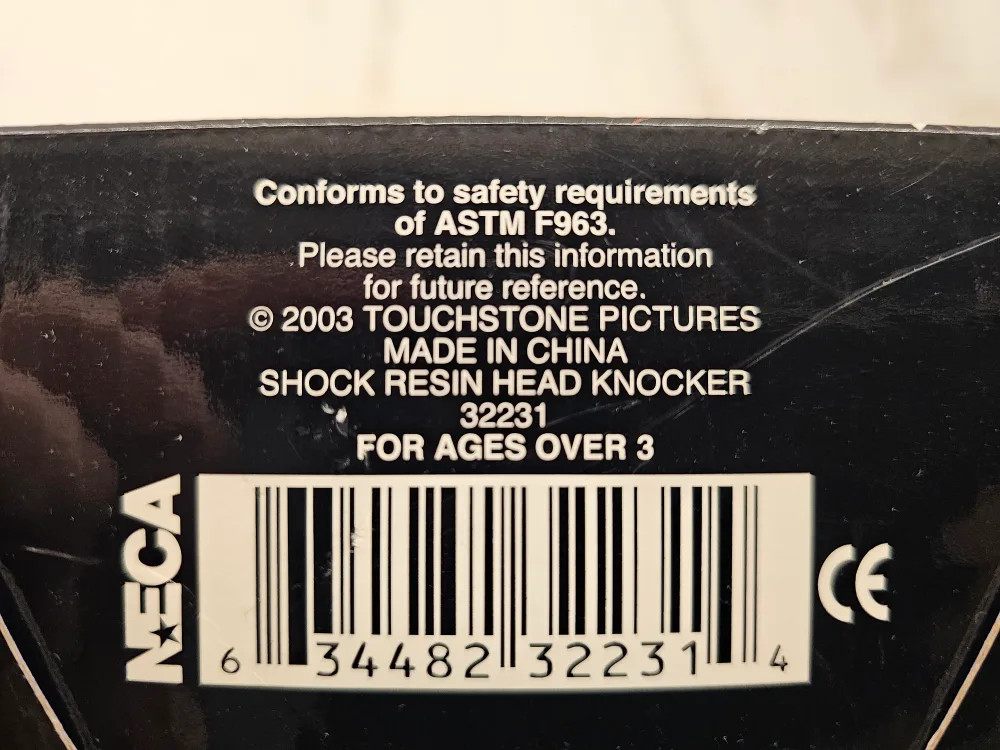 Conforms to safety requirements
of ASTM F963.
Please retain this information
for future reference.
© 2003 TOUCHSTONE PICTURES
MADE IN CHINA
SHOCK RESIN HEAD KNOCKER
32231
FOR AGES OVER 3
NECA
6 34482 32231 4
CE